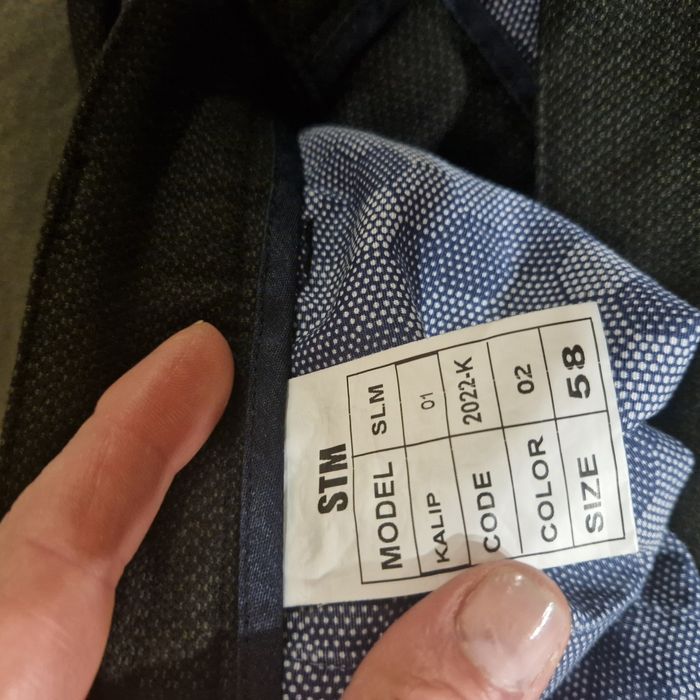 STM
MODEL SLM
KALIP 01
CODE 2022-K
COLOR 02
SIZE 58